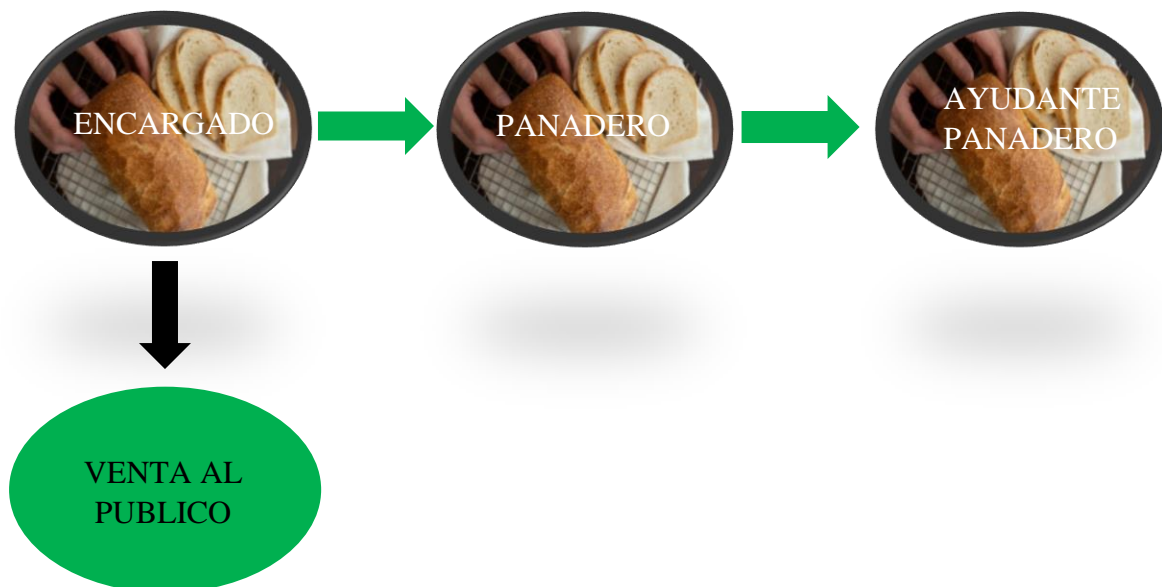 ENCARGADO
PANADERO
AYUDANTE
PANADERO
VENTA AL
PUBLICO